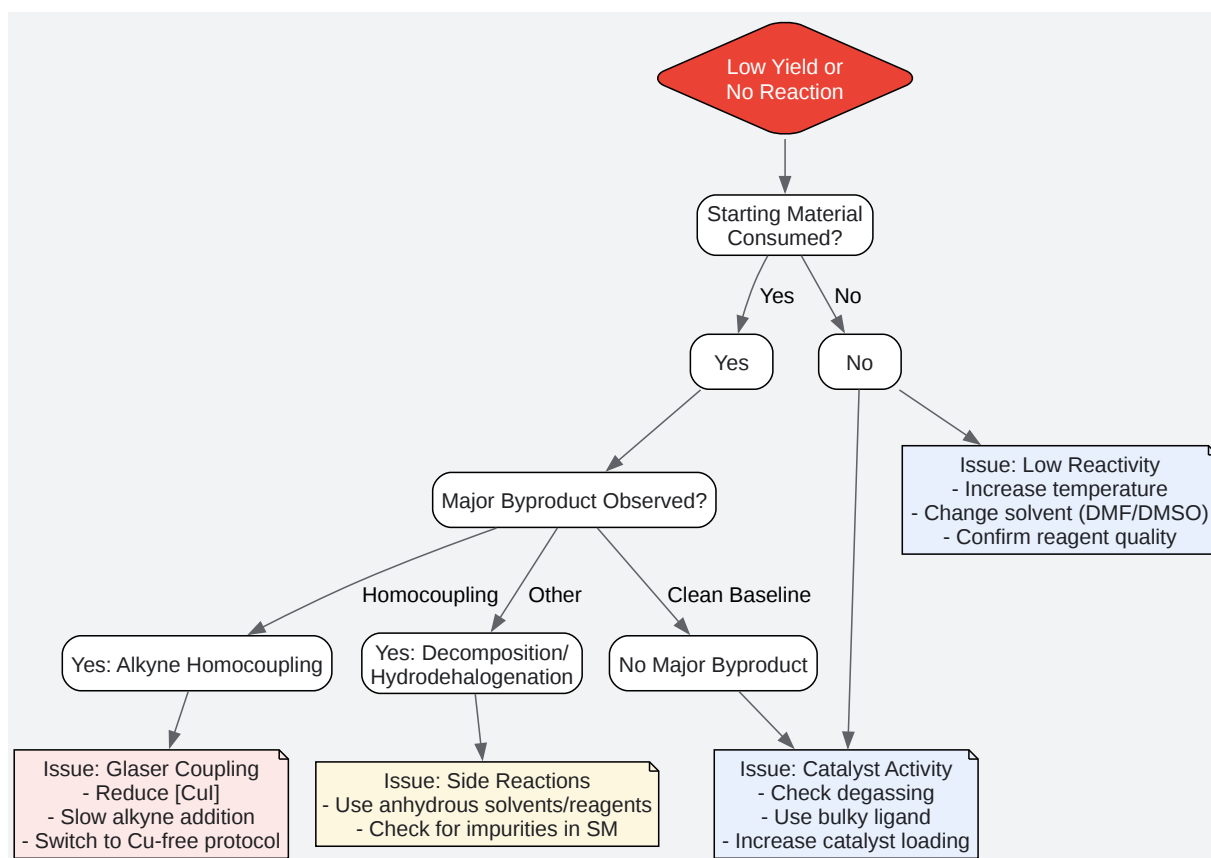 Low Yield or
No Reaction
Starting Material
Consumed?
Yes
No
Yes
No
Issue: Low Reactivity
- Increase temperature
- Change solvent (DMF/DMSO)
- Confirm reagent quality
Major Byproduct Observed?
Homocoupling
Other
Clean Baseline
Yes: Alkyne Homocoupling
Yes: Decomposition/
Hydrodehalogenation
No Major Byproduct
Issue: Glaser Coupling
- Reduce [CuI]
- Slow alkyne addition
- Switch to Cu-free protocol
Issue: Side Reactions
- Use anhydrous solvents/reagents
- Check for impurities in SM
Issue: Catalyst Activity
- Check degassing
- Use bulky ligand
- Increase catalyst loading